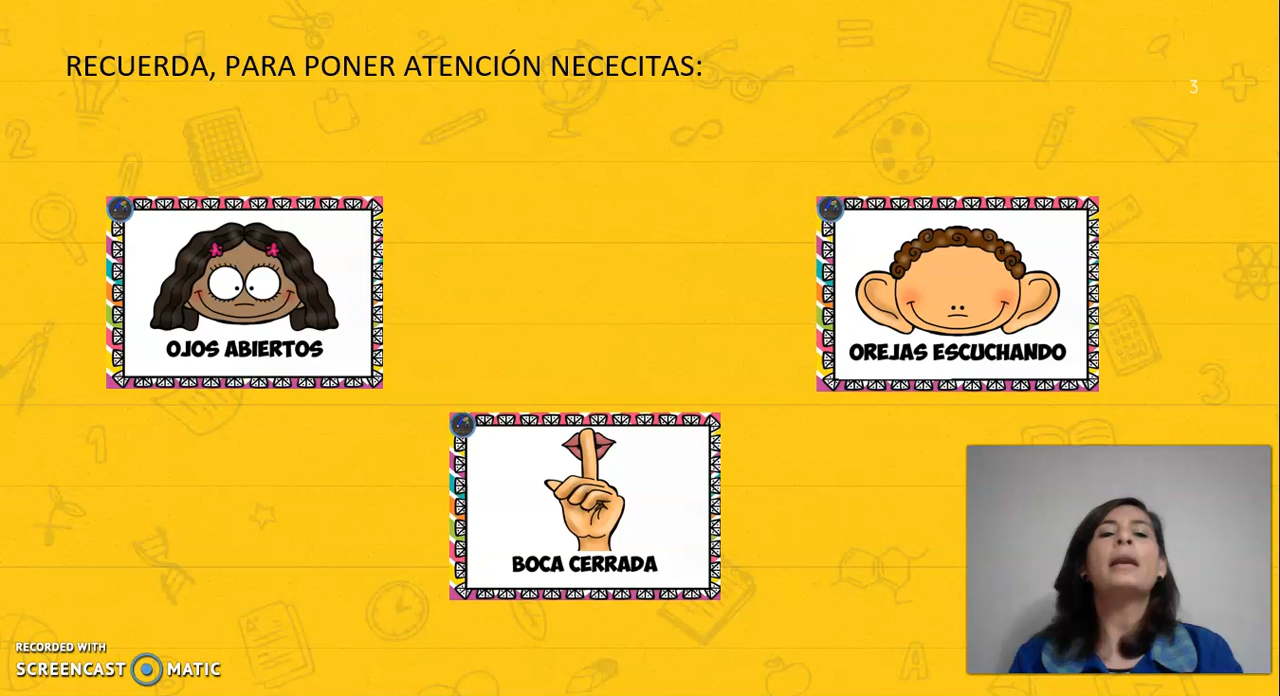 RECUERDA, PARA PONER ATENCIÓN NECECITAS:
3
OJOS ABIERTOS
OREJAS ESCUCHANDO
BOCA CERRADA
RECORDED WITH
SCREENCAST MATIC